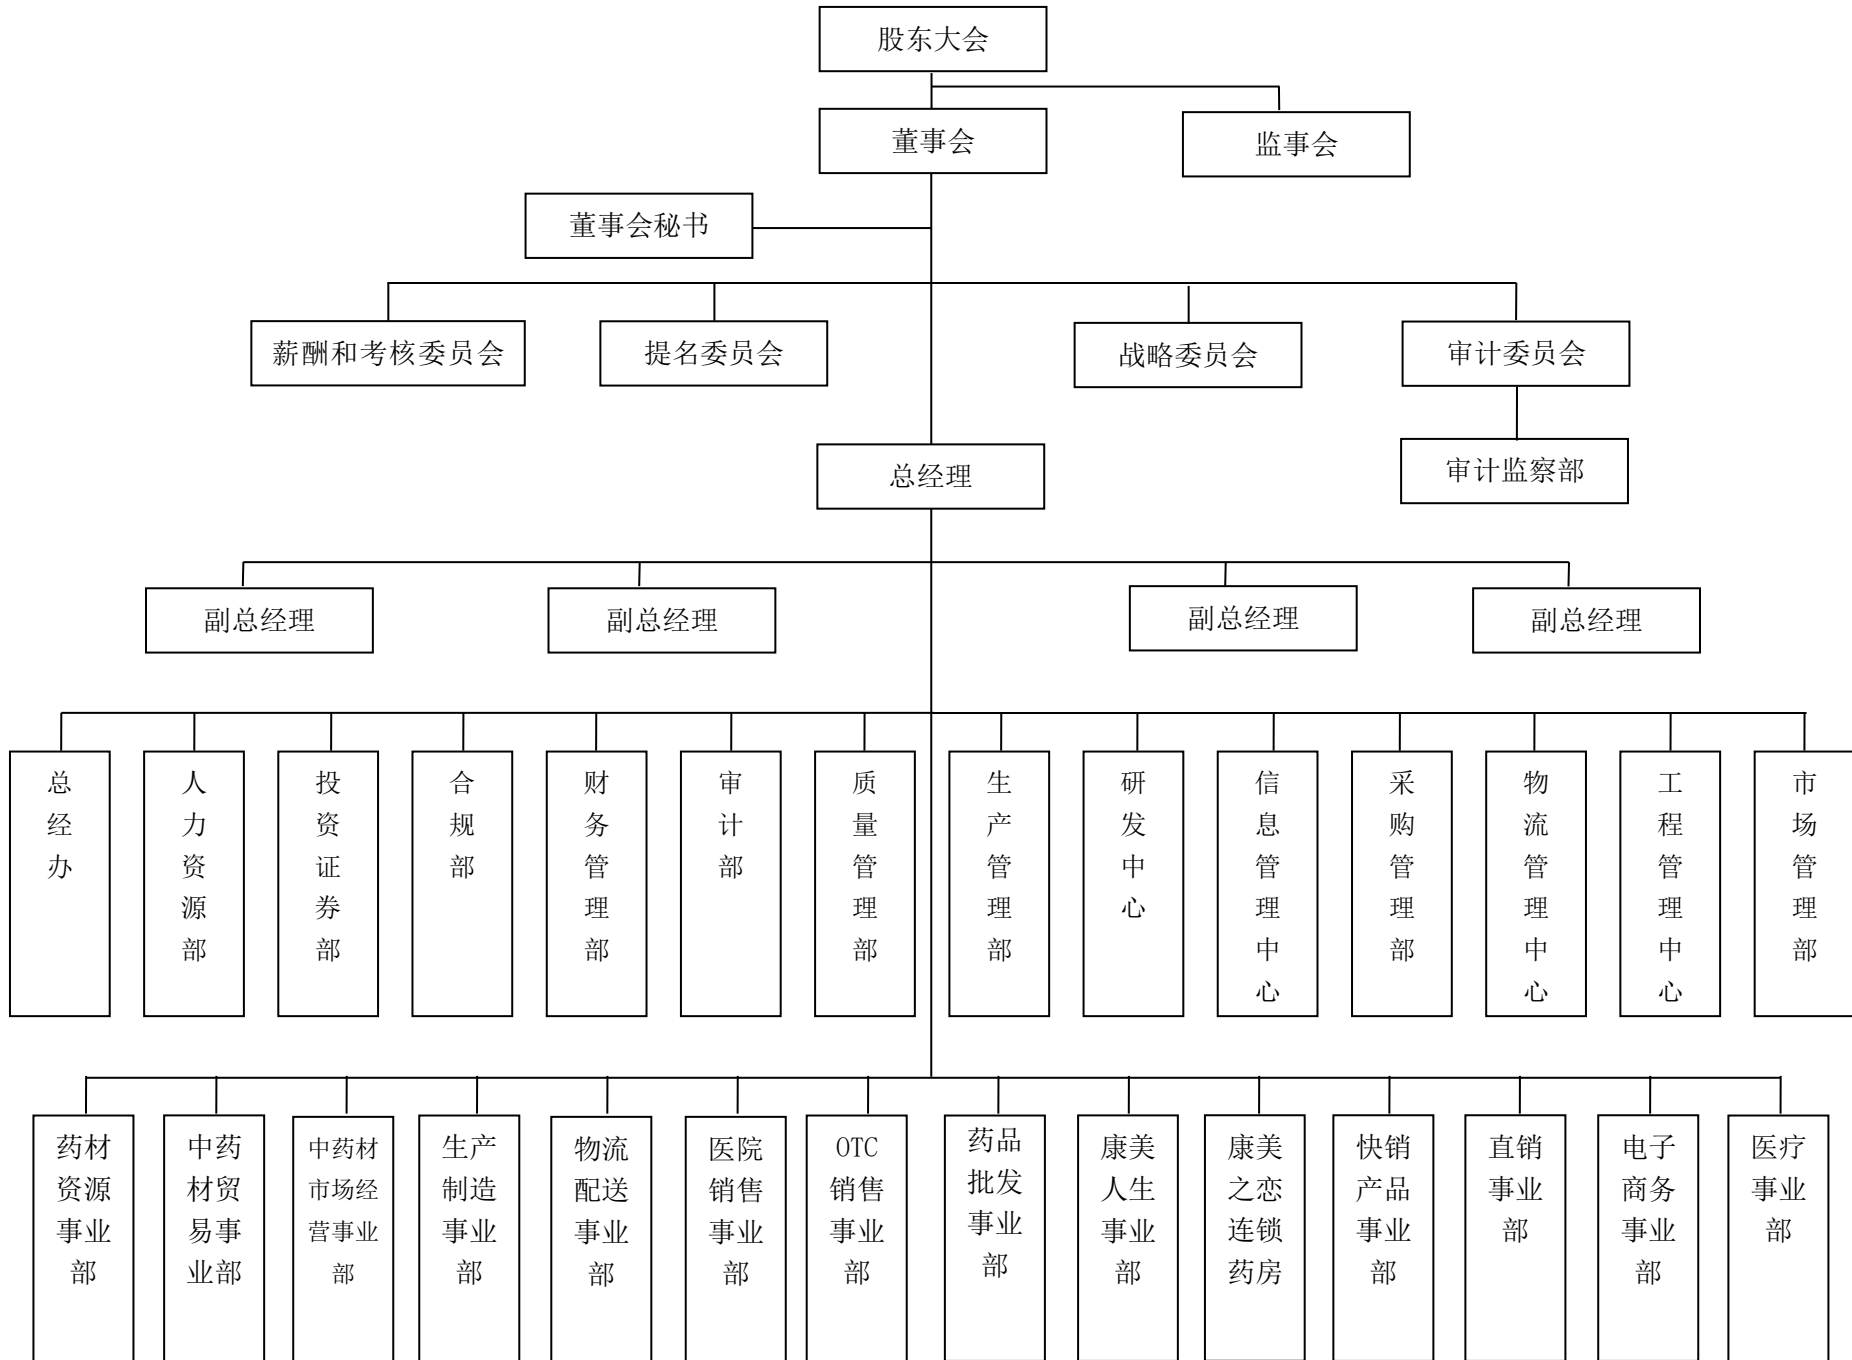 股东大会
董事会
监事会
董事会秘书
薪酬和考核委员会
提名委员会
战略委员会
审计委员会
总经理
审计监察部
副总经理
副总经理
副总经理
副总经理
总经办
人力资源部
投资证券部
合规部
财务管理部
审计部
质量管理部
生产管理部
研发中心
信息管理中心
采购管理部
物流管理中心
工程管理中心
市场管理部
药材
资源
事业
部
中药
材贸
易事
业部
中药材
市场经
营事业
部
生产
制造
事业
部
物流
配送
事业
部
医院
销售
事业
部
OTC
销售
事业
部
药品
批发
事业
部
康美
人生
事业
部
康美
之恋
连锁
药房
快销
产品
事业
部
直销
事业
部
电子
商务
事业
部
医疗
事业
部